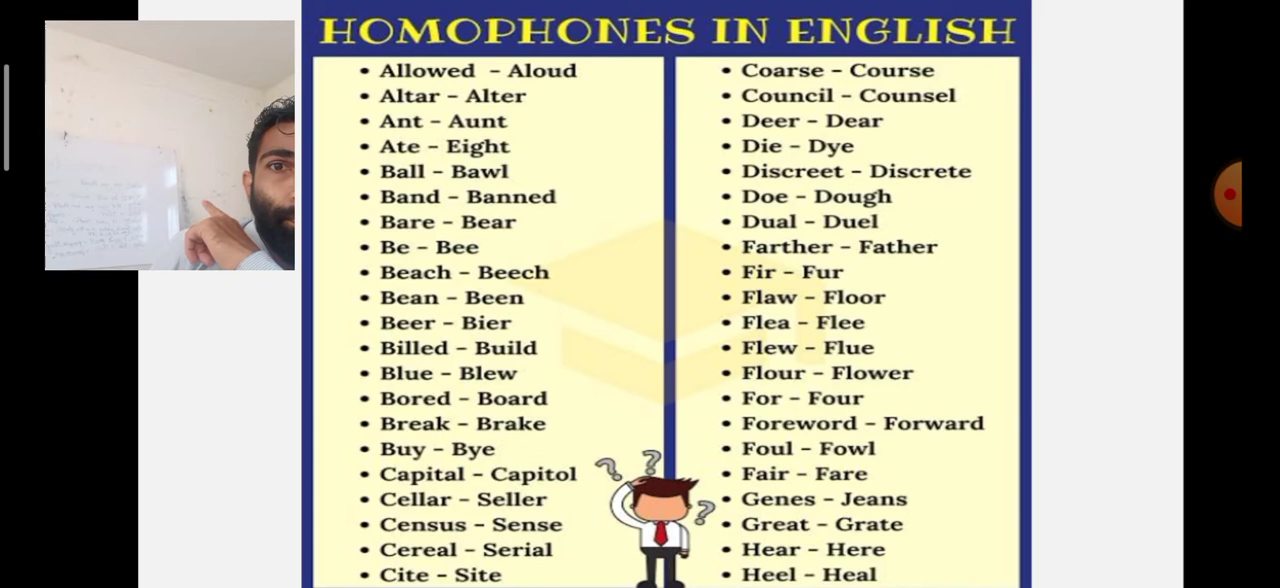 HOMOPHONES IN ENGLISH
• Allowed – Aloud
• Altar – Alter
• Ant – Aunt
• Ate – Eight
• Ball – Bawl
• Band – Banned
• Bare – Bear
• Be – Bee
• Beach – Beech
• Bean – Been
• Beer – Bier
• Billed – Build
• Blue – Blew
• Bored – Board
• Break – Brake
• Buy – Bye
• Capital – Capitol
• Cellar – Seller
• Census – Sense
• Cereal – Serial
• Cite – Site
• Coarse – Course
• Council – Counsel
• Deer – Dear
• Die – Dye
• Discreet – Discrete
• Doe – Dough
• Dual – Duel
• Farther – Father
• Fir – Fur
• Flaw – Floor
• Flea – Flee
• Flew – Flue
• Flour – Flower
• For – Four
• Foreword – Forward
• Foul – Fowl
• Fair – Fare
• Genes – Jeans
• Great – Grate
• Hear – Here
• Heel – Heal
? ? ?